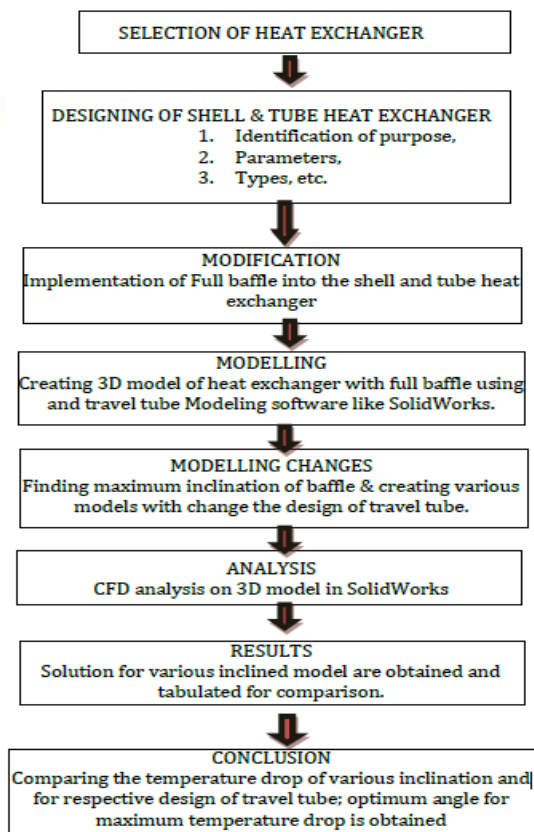 SELECTION OF HEAT EXCHANGER
DESIGNING OF SHELL & TUBE HEAT EXCHANGER
1. Identification of purpose,
2. Parameters,
3. Types, etc.
MODIFICATION
Implementation of Full baffle into the shell and tube heat
exchanger
MODELLING
Creating 3D model of heat exchanger with full baffle using
and travel tube Modeling software like SolidWorks.
MODELLING CHANGES
Finding maximum inclination of baffle & creating various
models with change the design of travel tube.
ANALYSIS
CFD analysis on 3D model in SolidWorks
RESULTS
Solution for various inclined model are obtained and
tabulated for comparison.
CONCLUSION
Comparing the temperature drop of various inclination and
for respective design of travel tube; optimum angle for
maximum temperature drop is obtained